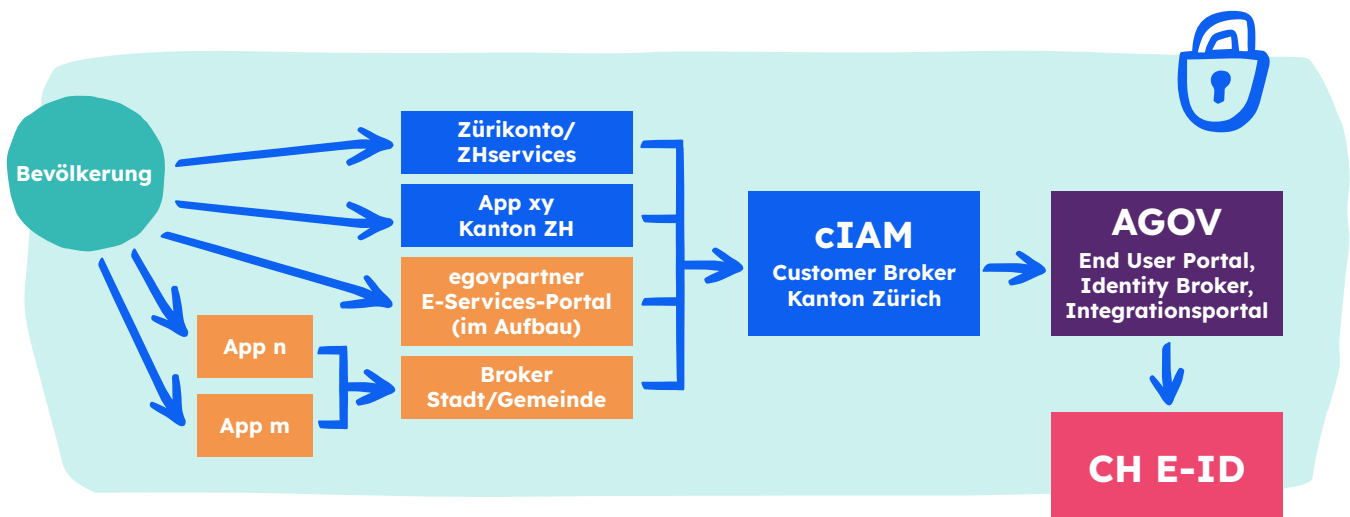 Bevölkerung
Zürikonto/
ZHservices
App xy
Kanton ZH
egovpartner
E-Services-Portal
(im Aufbau)
App n
App m
Broker
Stadt/Gemeinde
cIAM
Customer Broker
Kanton Zürich
AGOV
End User Portal,
Identity Broker,
Integrationsportal
CH E-ID